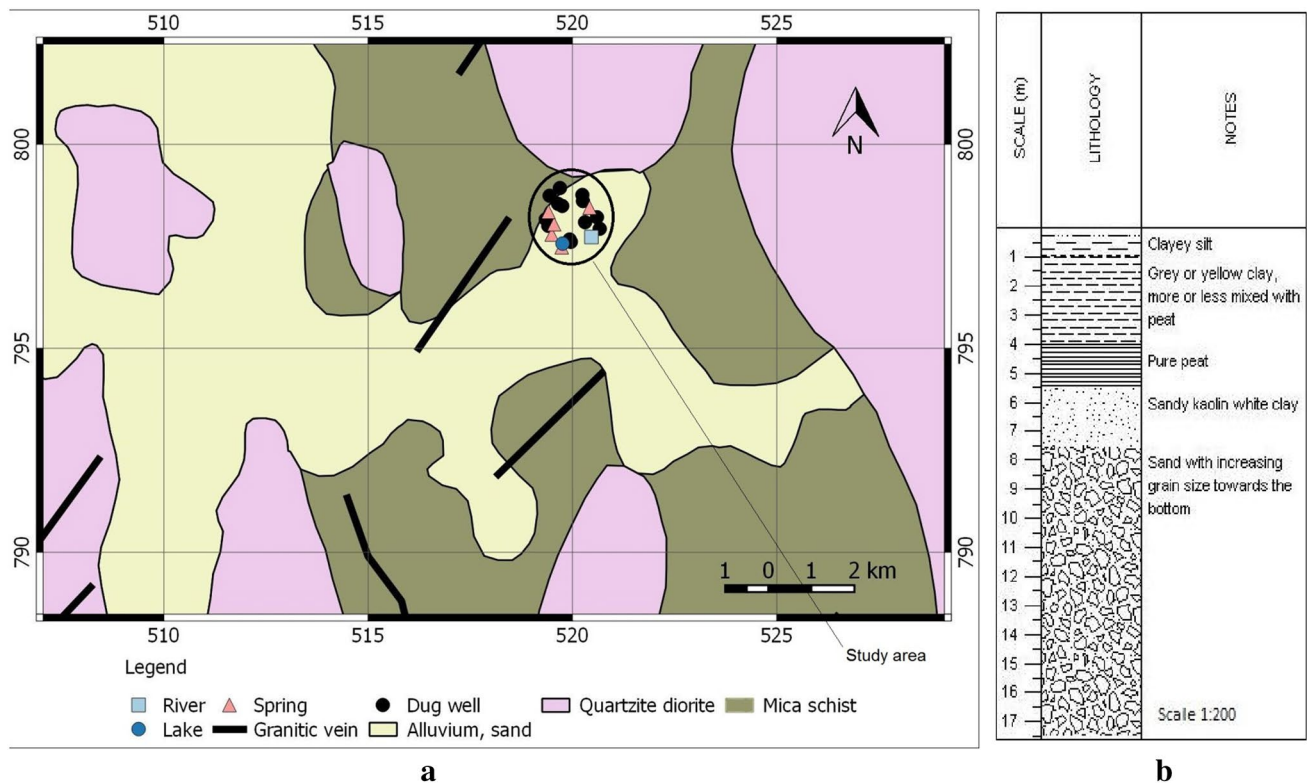 510 515 520 525
800 800
795 795
790 790
N
1 0 1 2 km
510 515 520 525
Study area
Legend
River Spring Dug well Quartzite diorite Mica schist
Lake Granitic vein Alluvium, sand
a
SCALE (m)
LITHOLOGY
NOTES
1
2
3
4
5
6
7
8
9
10
11
12
13
14
15
16
17
Clayey silt
Grey or yellow clay,
more or less mixed with
peat
Pure peat
Sandy kaolin white clay
Sand with increasing
grain size towards the
bottom
Scale 1:200
b